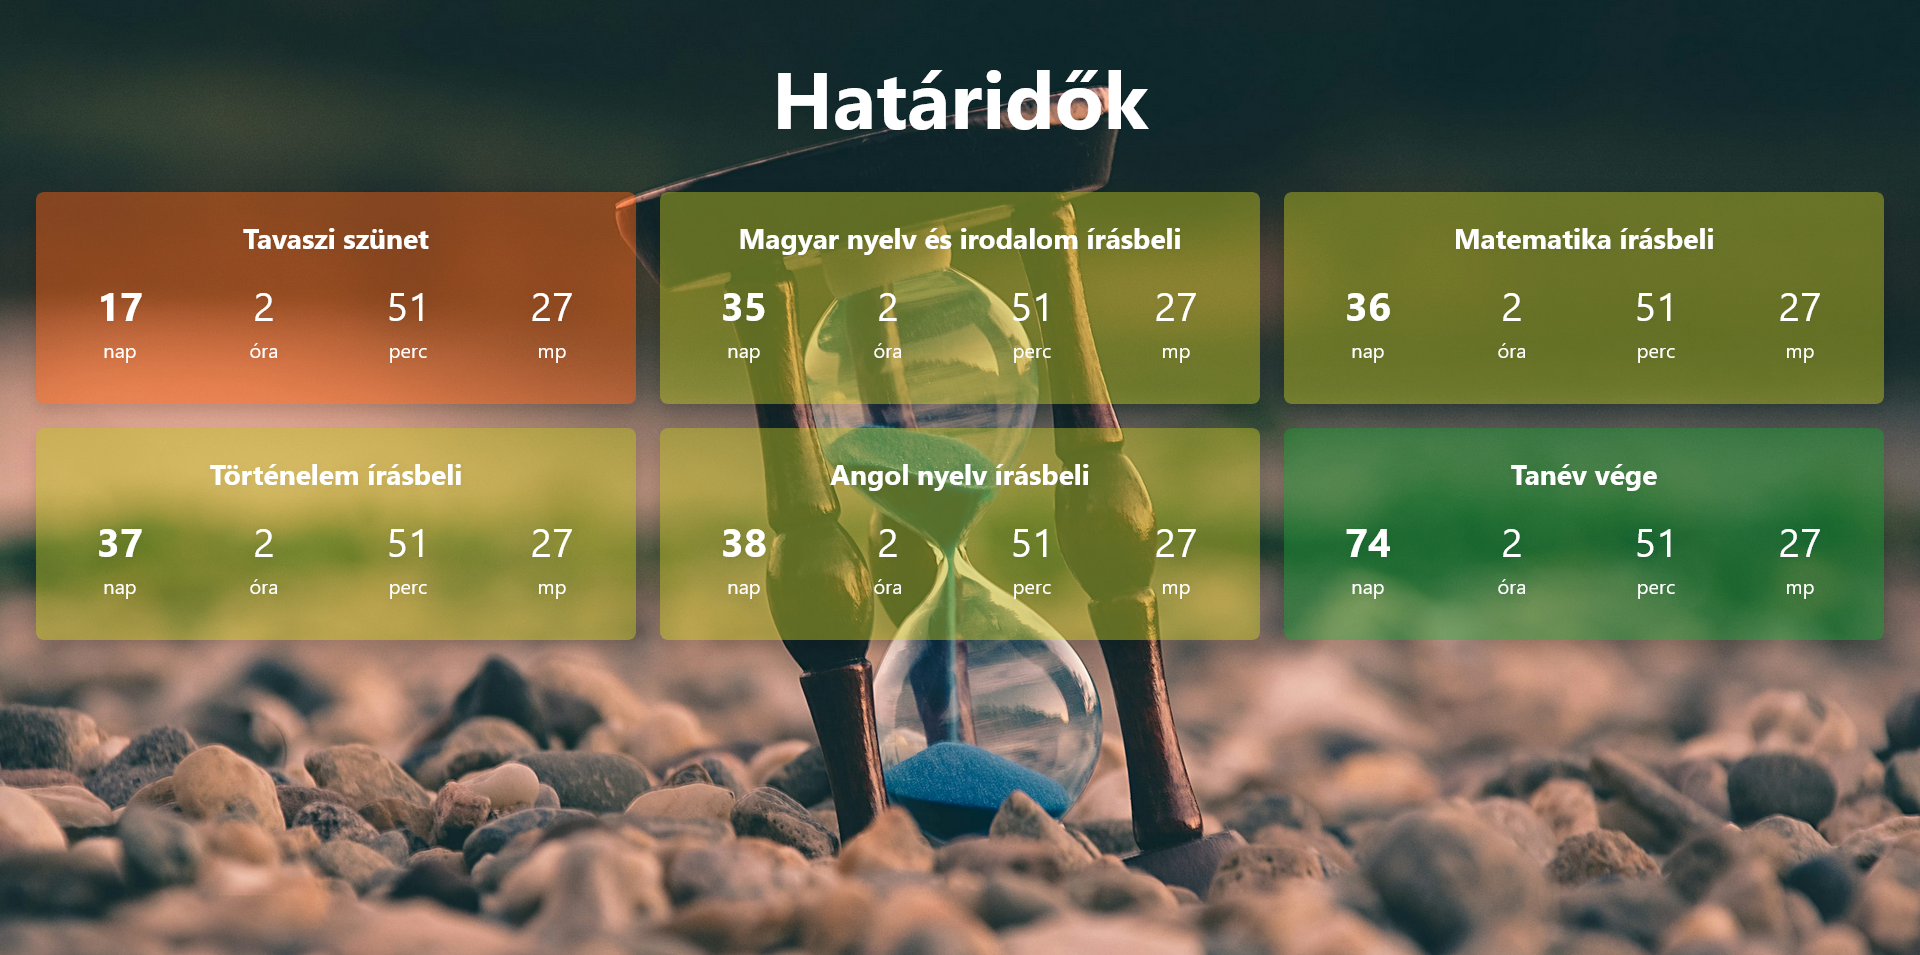 Határidők
Tavaszi szünet
17 2 51 27
nap óra perc mp
Magyar nyelv és irodalom írásbeli
35 2 51 27
nap óra perc mp
Matematika írásbeli
36 2 51 27
nap óra perc mp
Történelem írásbeli
37 2 51 27
nap óra perc mp
Angol nyelv írásbeli
38 2 51 27
nap óra perc mp
Tanév vége
74 2 51 27
nap óra perc mp